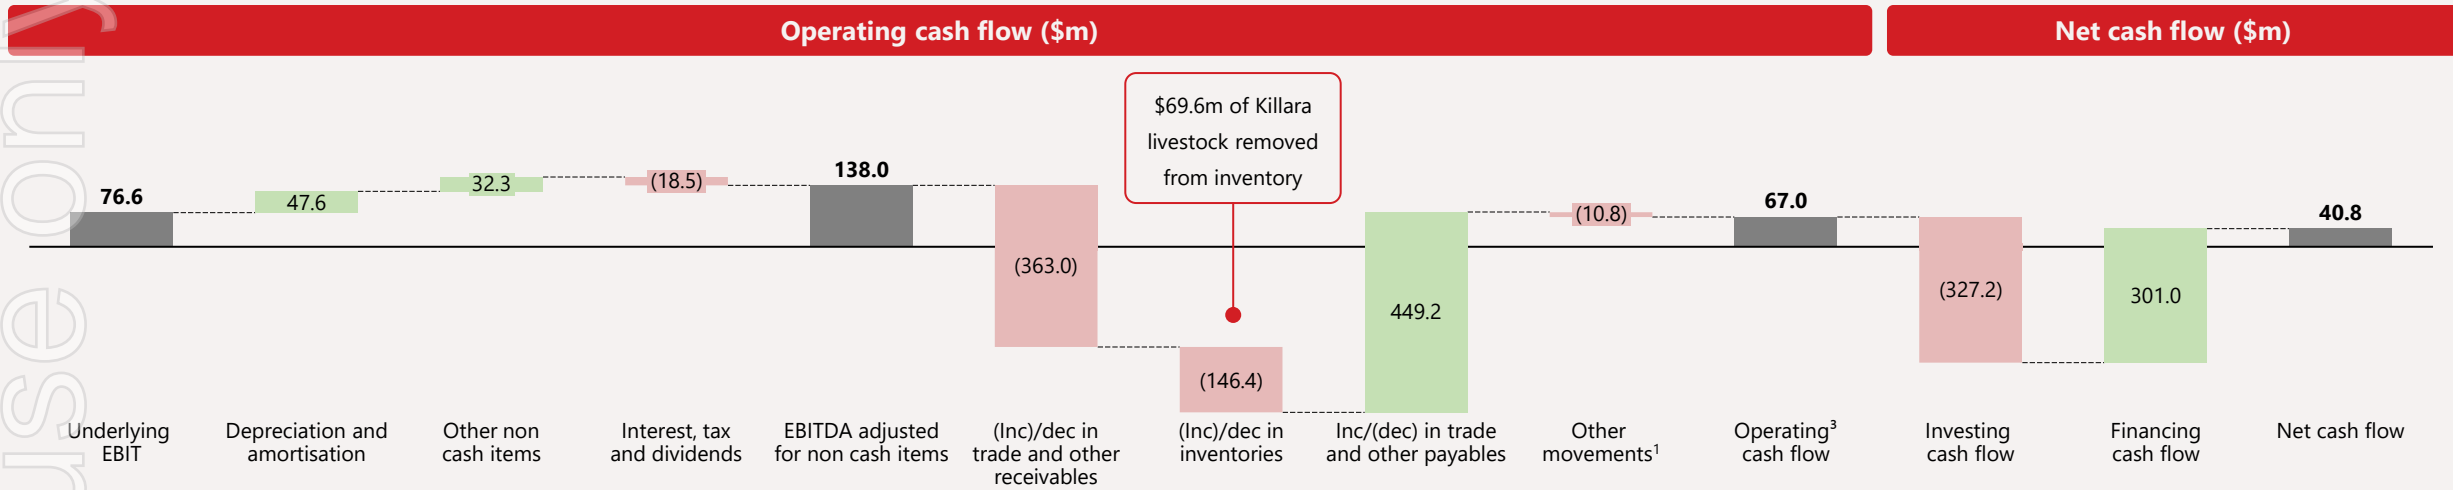 Operating cash flow ($m)
Net cash flow ($m)
$69.6m of Killara
livestock removed
from inventory
76.6
47.6
32.3
(18.5)
138.0
(363.0)
(146.4)
449.2
(10.8)
67.0
(327.2)
301.0
40.8
Underlying
EBIT
Depreciation and
amortisation
Other non
cash items
Interest, tax
and dividends
EBITDA adjusted
for non cash items
(Inc)/dec in
trade and other
receivables
(Inc)/dec in
inventories
Inc/(dec) in trade
and other payables
Other
movements¹
Operating³
cash flow
Investing
cash flow
Financing
cash flow
Net cash flow
use only